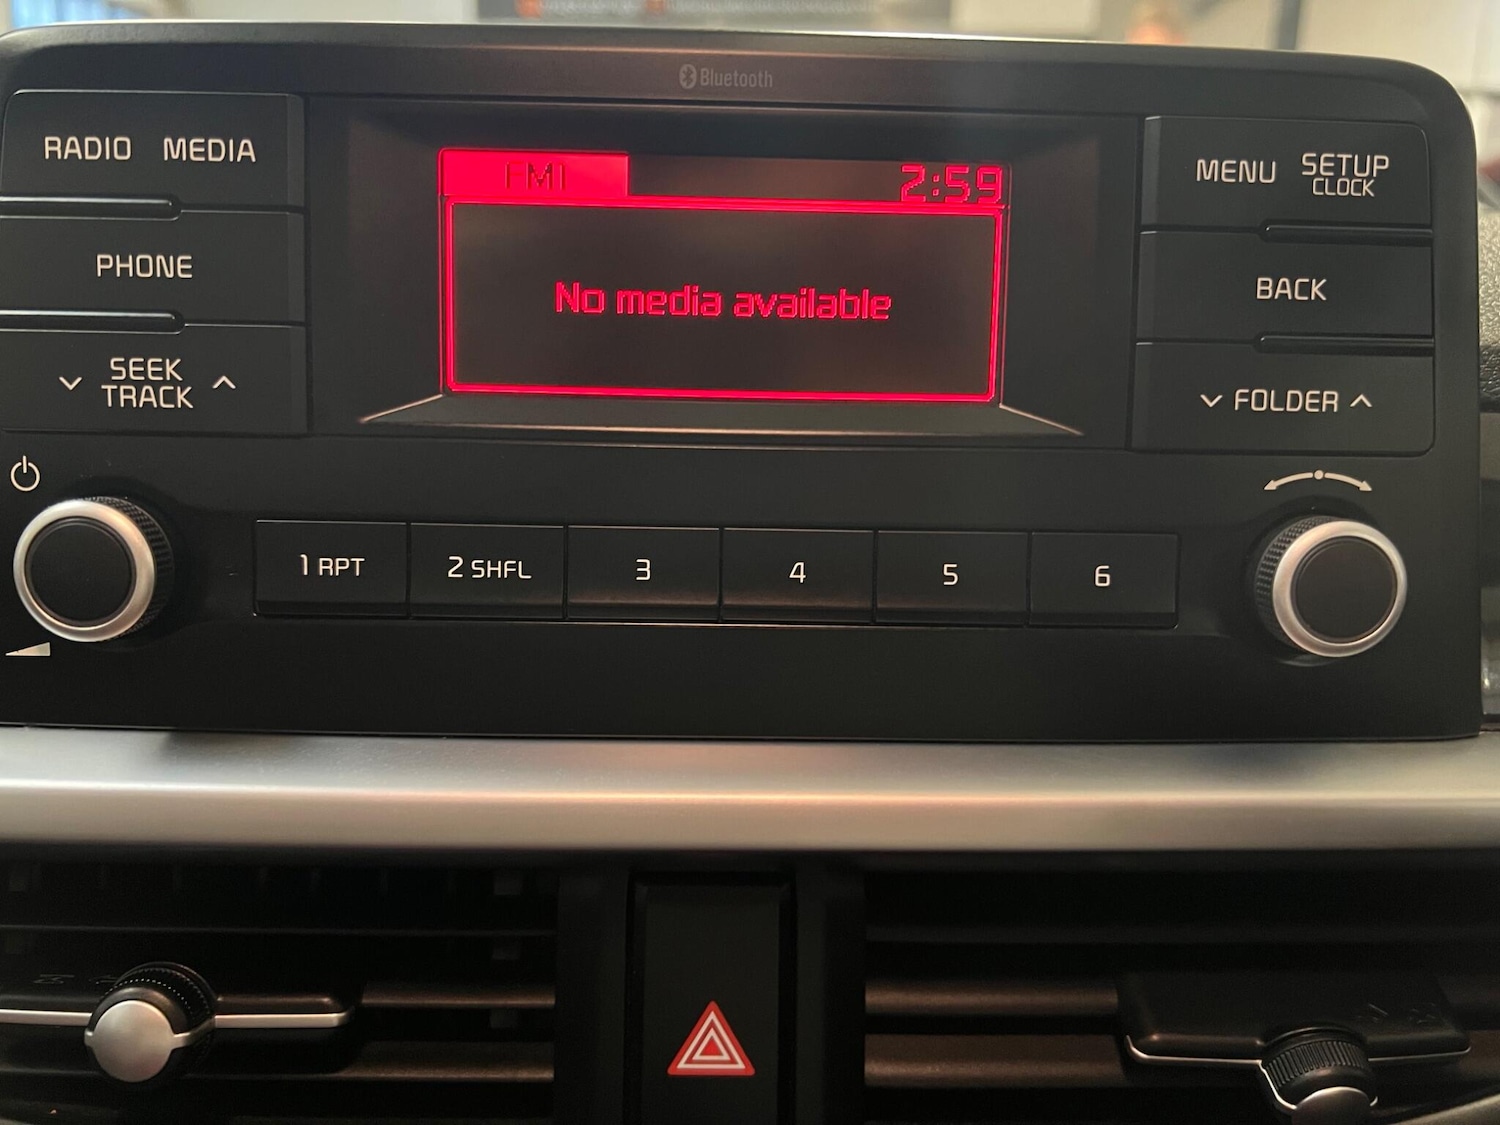 Bluetooth
RADIO MEDIA
PHONE
SEEK
TRACK
FM1 2:59
No media available
MENU SETUP
CLOCK
BACK
FOLDER
1 RPT 2 SHFL 3 4 5 6